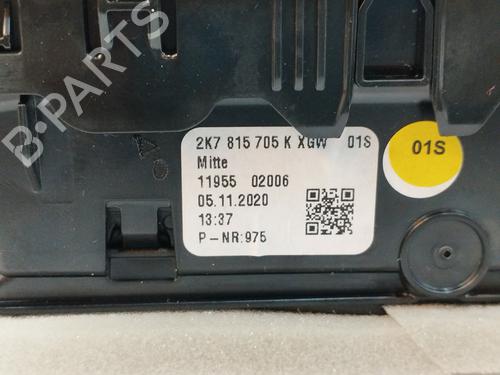 B-PARTS
2K7 815 705 K XGW 01S
Mitte
11955 02006
05.11.2020
13:37
P-NR:975
01S